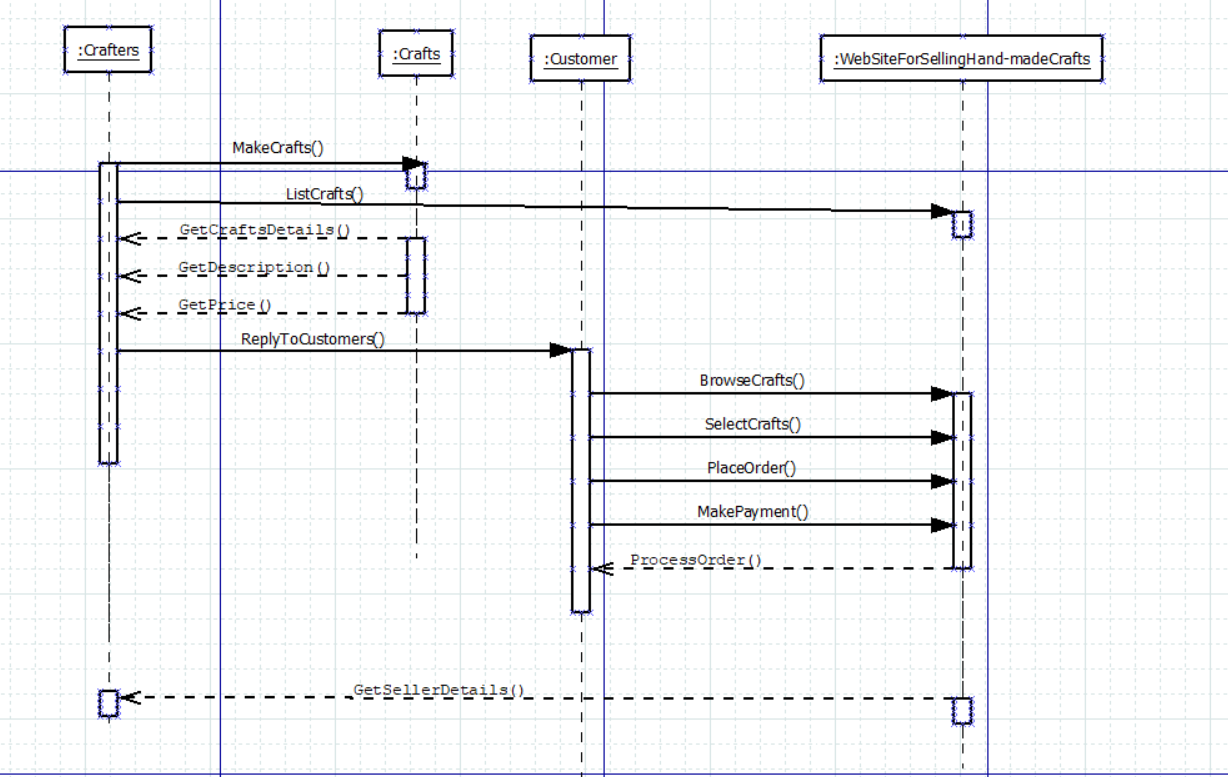 :Crafters
:Crafts
:Customer
:WebSiteForSellingHand-madeCrafts
MakeCrafts()
ListCrafts()
GetCraftsDetails()
GetDescription()
GetPrice()
ReplyToCustomers()
BrowseCrafts()
SelectCrafts()
PlaceOrder()
MakePayment()
ProcessOrder()
GetSellerDetails()